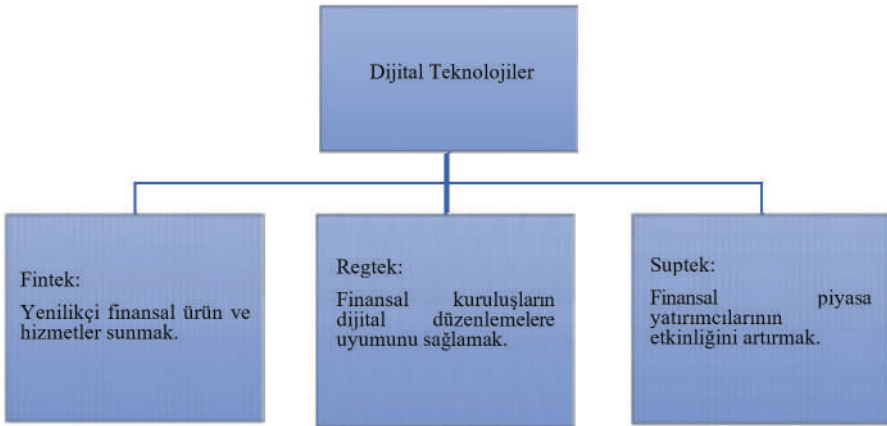 Dijital Teknolojiler
Fintek:
Yenilikçi finansal ürün ve
hizmetler sunmak.
Regtek:
Finansal kuruluşların
dijital düzenlemelere
uyumunu sağlamak.
Suptek:
Finansal piyasa
yatırımcılarının
etkinliğini artırmak.